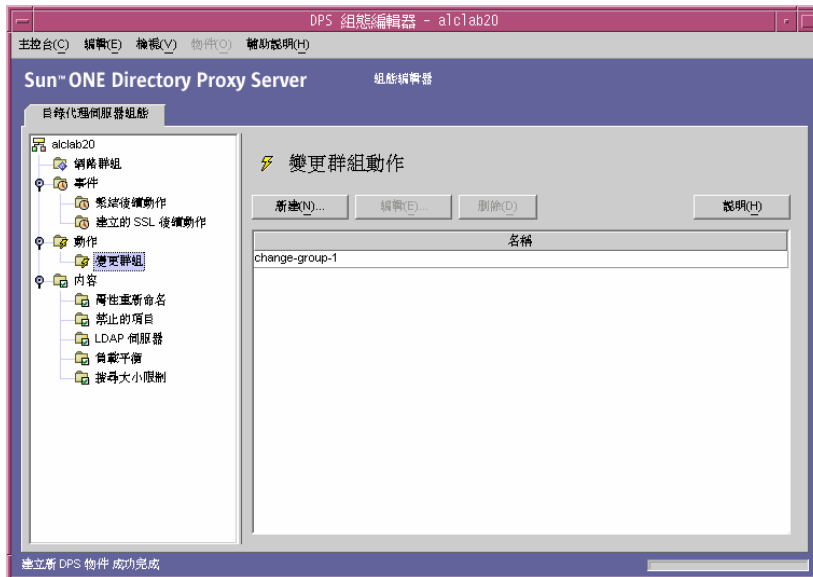 DPS 組態編輯器 - alclab20
主控台(C) 編輯(E) 檢視(V) 物件(O) 輔助說明(H)
Sun™ ONE Directory Proxy Server 組態編輯器
目錄代理伺服器組態
alclab20
網路群組
事件
繫結後續動作
建立的 SSL 後續動作
動作
變更群組
內容
屬性重新命名
禁止的項目
LDAP 伺服器
負載平衡
搜尋大小限制
變更群組動作
新建(N)... 編輯(E)... 刪除(D) 說明(H)
名稱
change-group-1
建立新 DPS 物件 成功完成